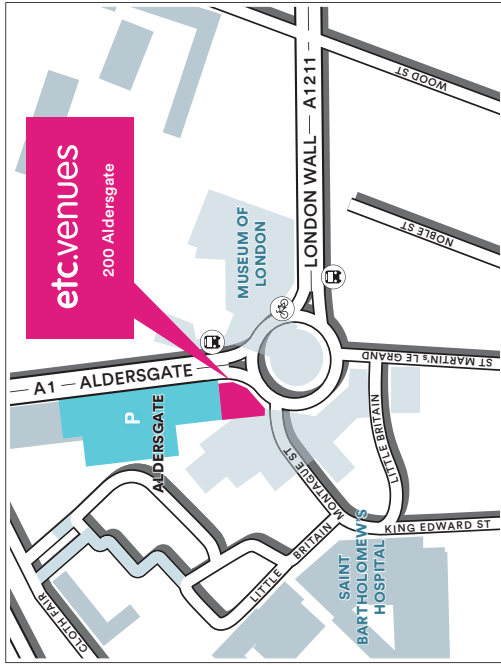 WOOD ST
LONDON WALL — A1211
etc.venues
200 Aldersgate
MUSEUM OF
LONDON
NOBLE ST
A1 — ALDERSGATE
ST MARTIN's LE GRAND
P
ALDERSGATE
LITTLE BRITAIN
MONTAGUE ST
KING EDWARD ST
LITTLE BRITAIN
SAINT
BARTHOLOMEW'S
HOSPITAL
CLOTH FAIR